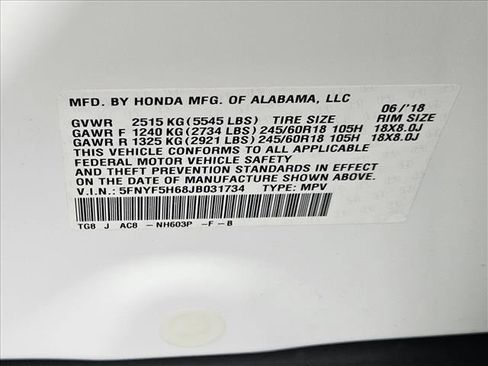 MFD. BY HONDA MFG. OF ALABAMA, LLC 06/'18
GVWR 2515 KG (5545 LBS) TIRE SIZE RIM SIZE
GAWR F 1240 KG (2734 LBS) 245/60R18 105H 18X8.0J
GAWR R 1325 KG (2921 LBS) 245/60R18 105H 18X8.0J
THIS VEHICLE CONFORMS TO ALL APPLICABLE
FEDERAL MOTOR VEHICLE SAFETY
AND THEFT PREVENTION STANDARDS IN EFFECT
ON THE DATE OF MANUFACTURE SHOWN ABOVE.
V.I.N.: 5FNYF5H68JB031734 TYPE: MPV
TG8 J AC8 - NH603P -F-B